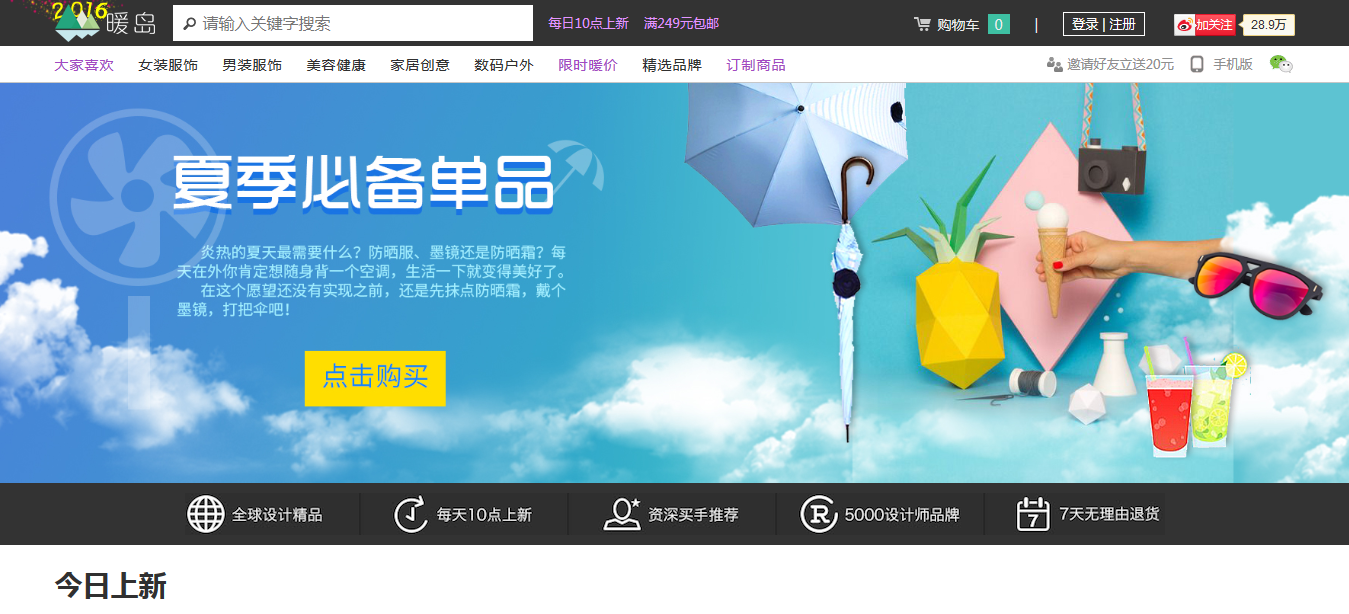 2016
暖岛
请输入关键字搜索
每日10点上新 满249元包邮
购物车 0 | 登录 | 注册
加关注 28.9万
大家喜欢 女装服饰 男装服饰 美容健康 家居创意 数码户外 限时暖价 精选品牌 订制商品
邀请好友立送20元 手机版
夏季必备单品
炎热的夏天最需要什么？防晒服、墨镜还是防晒霜？每
天在外你肯定想随身背一个空调，生活一下就变得美好了。
在这个愿望还没有实现之前，还是先抹点防晒霜，戴个
墨镜，打把伞吧！
点击购买
全球设计精品 每天10点上新 资深买手推荐 R 5000设计师品牌 7 7天无理由退货
今日上新